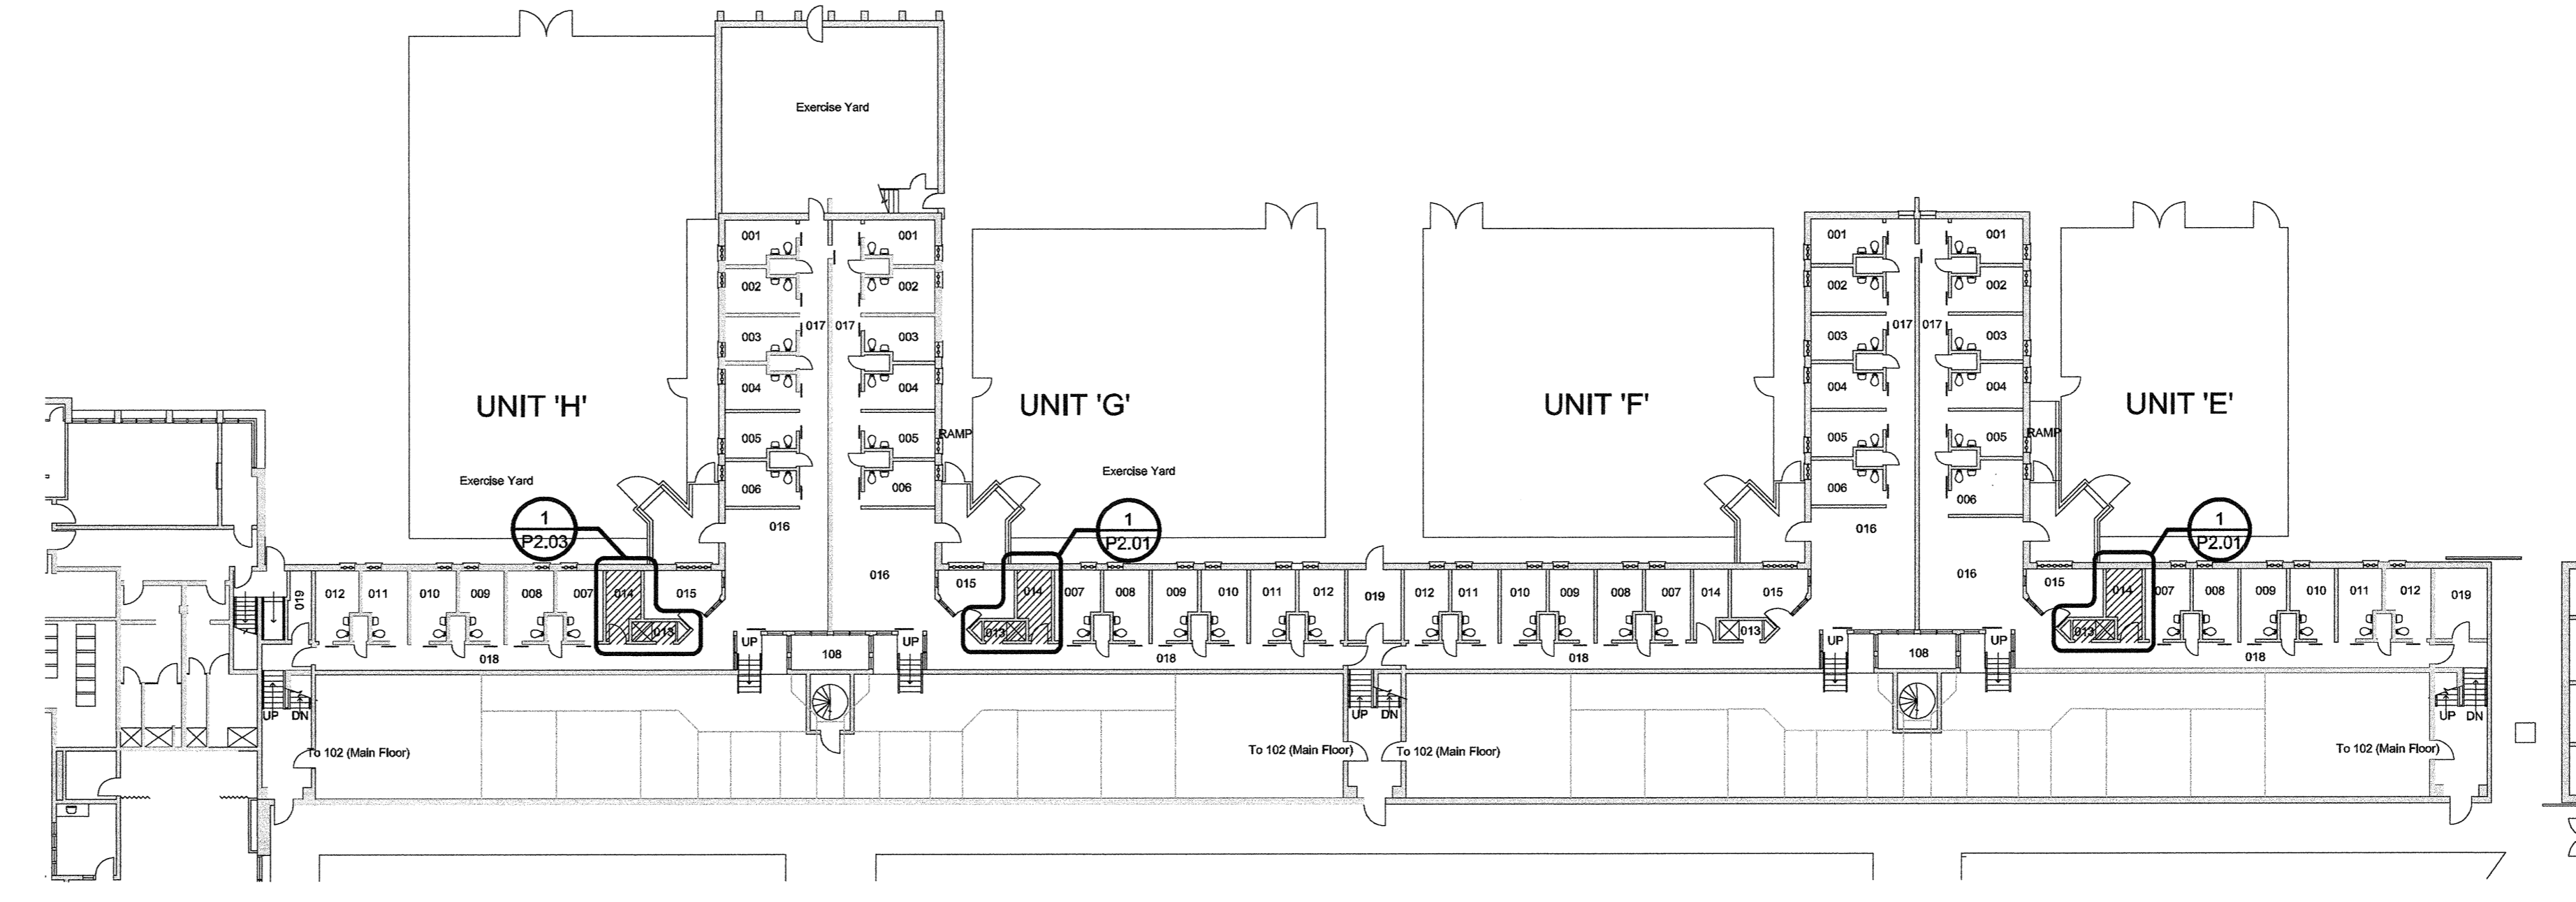 Exercise Yard
001 001 001 001
002 002 002 002
017 017 017 017
003 003 003 003
004 004 004 004
UNIT 'H' UNIT 'G' UNIT 'F' UNIT 'E'
005 005 RAMP 005 005 RAMP
Exercise Yard Exercise Yard
006 006 006 006
1 016 1 016 1
P2.03 P2.01 P2.01
016 016
019 012 011 010 009 008 007 014 015 015 014 007 008 009 010 011 012 019 012 011 010 009 008 007 014 015 015 014 007 008 009 010 011 012 019
013 013 013 013
UP UP UP UP
018 108 018 018 108 018
UP DN UP DN UP DN
To 102 (Main Floor) To 102 (Main Floor) To 102 (Main Floor) To 102 (Main Floor)